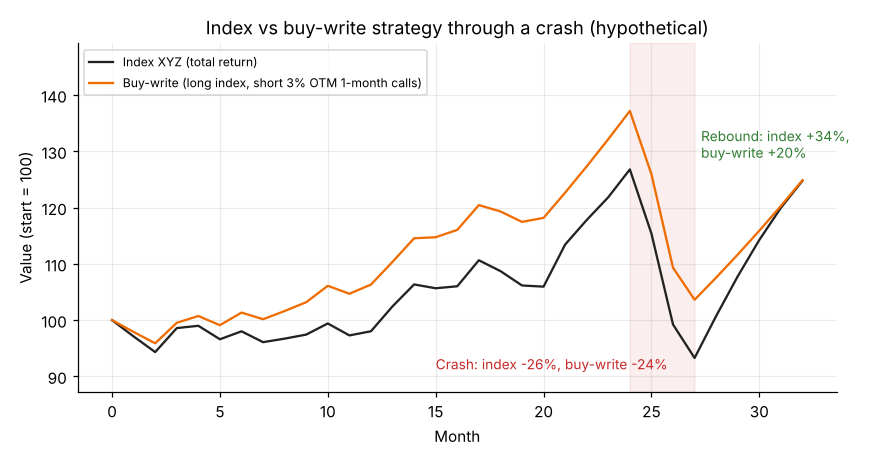 Index vs buy-write strategy through a crash (hypothetical)
Index XYZ (total return)
Buy-write (long index, short 3% OTM 1-month calls)
Value (start = 100)
140
130
120
110
100
90
Rebound: index +34%,
buy-write +20%
Crash: index -26%, buy-write -24%
0 5 10 15 20 25 30
Month